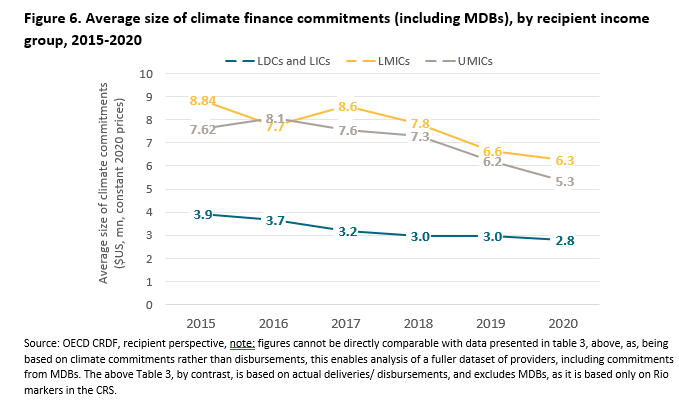 Figure 6. Average size of climate finance commitments (including MDBs), by recipient income
group, 2015-2020
LDCs and LICs LMICs UMICs
Average size of climate commitments
($US, mn, constant 2020 prices)
10
9
8
7
6
5
4
3
2
1
0
8.84 7.7 8.6 7.8 6.6 6.3
7.62 8.1 7.6 7.3 6.2 5.3
3.9 3.7 3.2 3.0 3.0 2.8
2015 2016 2017 2018 2019 2020
Source: OECD CRDF, recipient perspective, note: figures cannot be directly comparable with data presented in table 3, above, as, being
based on climate commitments rather than disbursements, this enables analysis of a fuller dataset of providers, including commitments
from MDBs. The above Table 3, by contrast, is based on actual deliveries/ disbursements, and excludes MDBs, as it is based only on Rio
markers in the CRS.